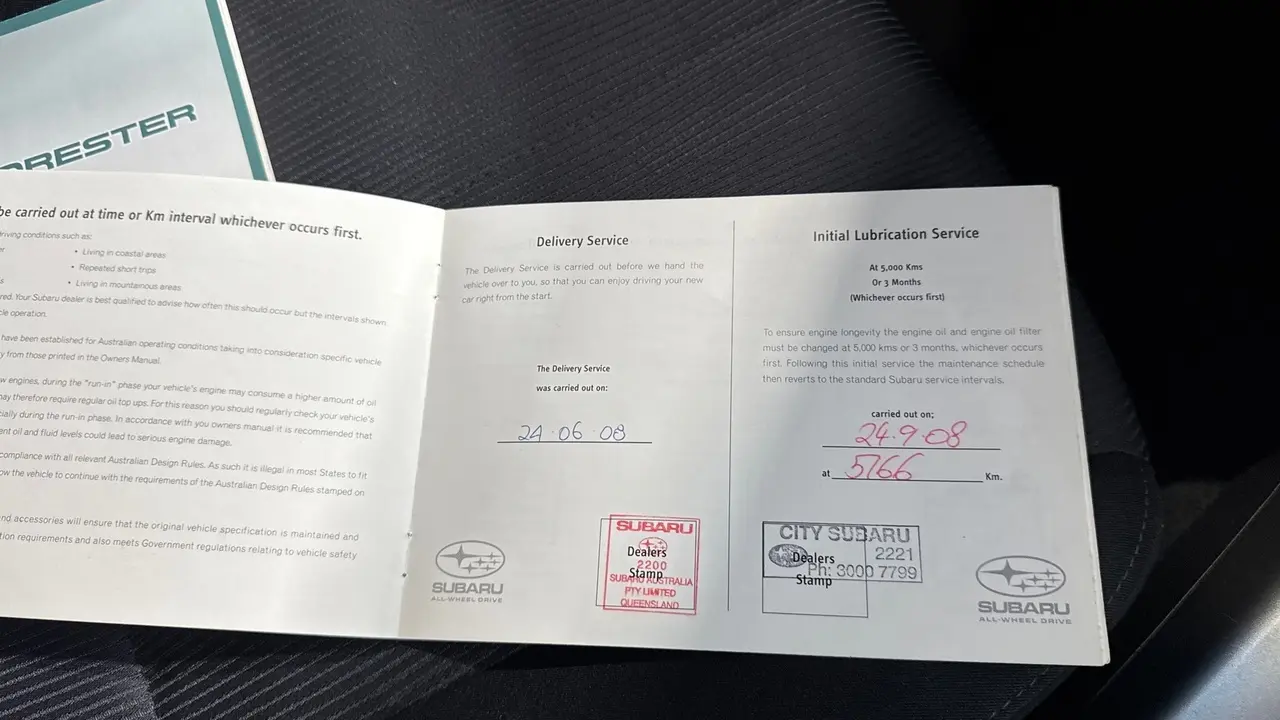 ORESTER
be carried out at time or Km interval whichever occurs first.
riving conditions such as:
• Living in coastal areas
• Repeated short trips
• Living in mountainous areas
red. Your Subaru dealer is best qualified to advise how often this should occur but the intervals shown
cle operation.
have been established for Australian operating conditions taking into consideration specific vehicle
y from those printed in the Owners Manual.
w engines, during the "run-in" phase your vehicle's engine may consume a higher amount of oil
may therefore require regular oil top ups. For this reason you should regularly check your vehicle's
cially during the run-in phase. In accordance with you owners manual it is recommended that
ent oil and fluid levels could lead to serious engine damage.
compliance with all relevant Australian Design Rules. As such it is illegal in most States to fit
ow the vehicle to continue with the requirements of the Australian Design Rules stamped on
nd accessories will ensure that the original vehicle specification is maintained and
tion requirements and also meets Government regulations relating to vehicle safety
Delivery Service
The Delivery Service is carried out before we hand the
vehicle over to you, so that you can enjoy driving your new
car right from the start.
The Delivery Service
was carried out on:
24·06·08
SUBARU
ALL-WHEEL DRIVE
SUBARU
Dealers
2200
Stamp
SUBARU AUSTRALIA
PTY LIMITED
QUEENSLAND
Initial Lubrication Service
At 5,000 Kms
Or 3 Months
(Whichever occurs first)
To ensure engine longevity the engine oil and engine oil filter
must be changed at 5,000 kms or 3 months, whichever occurs
first. Following this initial service the maintenance schedule
then reverts to the standard Subaru service intervals.
carried out on;
24·9·08
at 5766 Km.
CITY SUBARU
2221
Dealers
Ph: 3000 7799
Stamp
SUBARU
ALL-WHEEL DRIVE